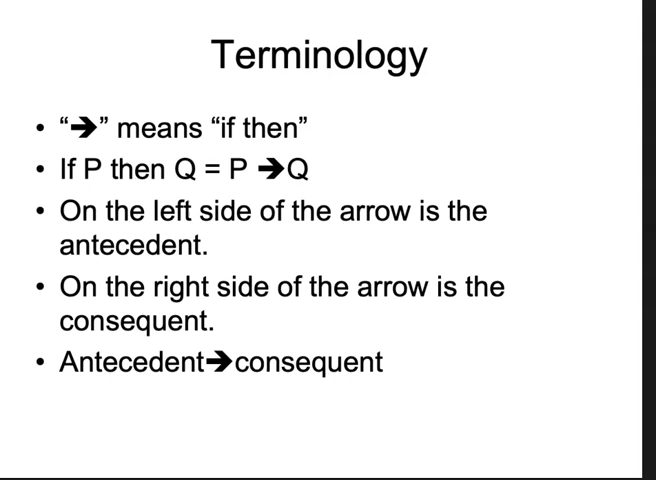 Terminology
• “➔” means “if then”
• If P then Q = P ➔Q
• On the left side of the arrow is the
antecedent.
• On the right side of the arrow is the
consequent.
• Antecedent➔consequent